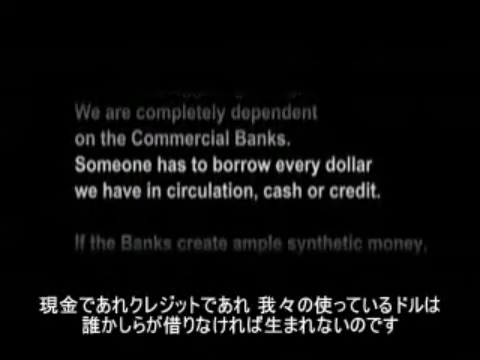 We are completely dependent
on the Commercial Banks.
Someone has to borrow every dollar
we have in circulation, cash or credit.
If the Banks create ample synthetic money,
現金であれクレジットであれ 我々の使っているドルは
誰かしらが借りなければ生まれないのです